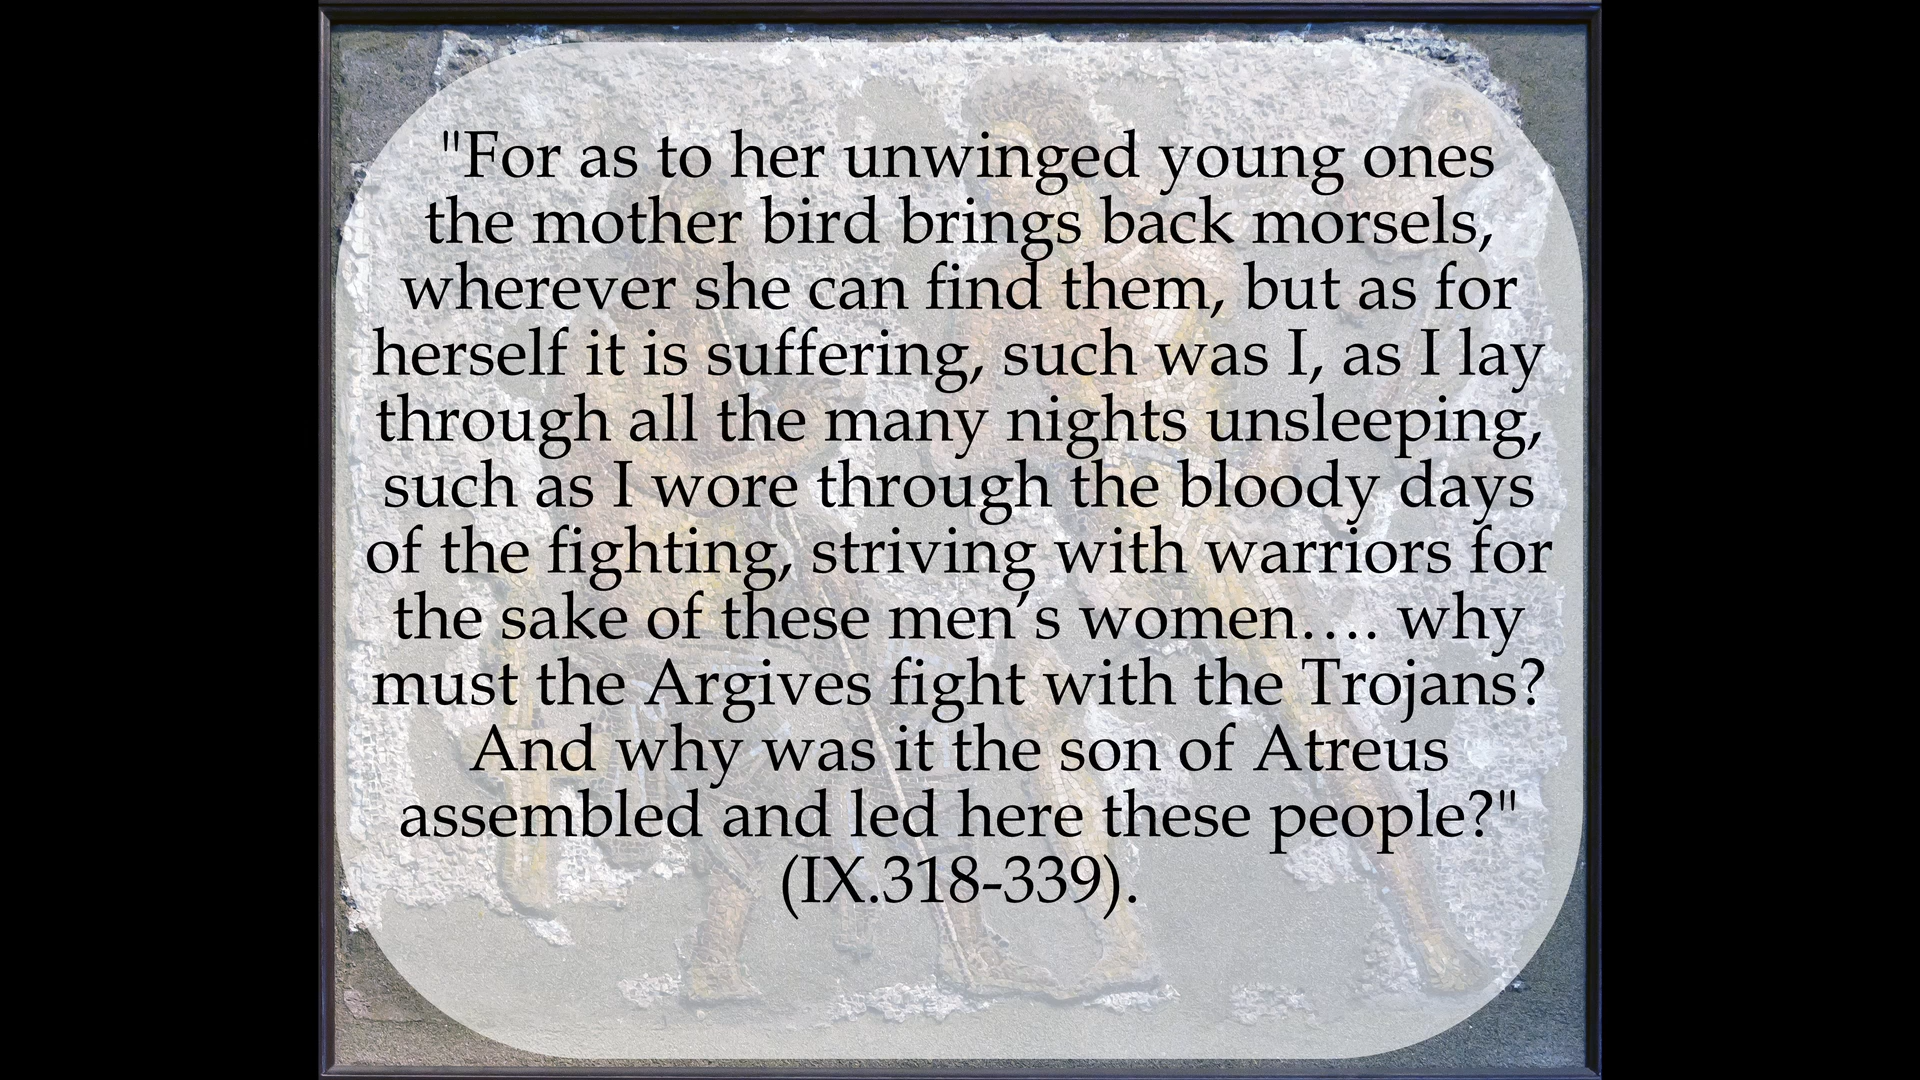 "For as to her unwinged young ones
the mother bird brings back morsels,
wherever she can find them, but as for
herself it is suffering, such was I, as I lay
through all the many nights unsleeping,
such as I wore through the bloody days
of the fighting, striving with warriors for
the sake of these men’s women…. why
must the Argives fight with the Trojans?
And why was it the son of Atreus
assembled and led here these people?"
(IX.318-339).